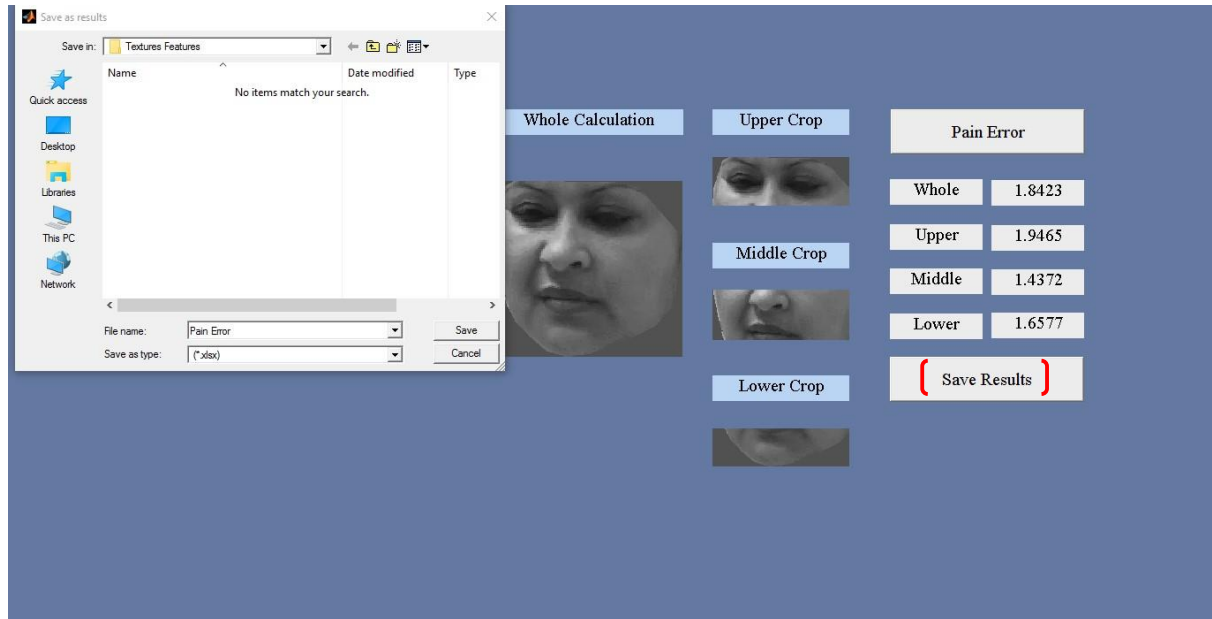 Save as results
Save in:
Textures Features
Quick access
Desktop
Libraries
This PC
Network
Name
Date modified
Type
No items match your search.
File name:
Pain Error
Save
Save as type:
(*.xlsx)
Cancel
Whole Calculation
Upper Crop
Middle Crop
Lower Crop
Pain Error
Whole 1.8423
Upper 1.9465
Middle 1.4372
Lower 1.6577
Save Results